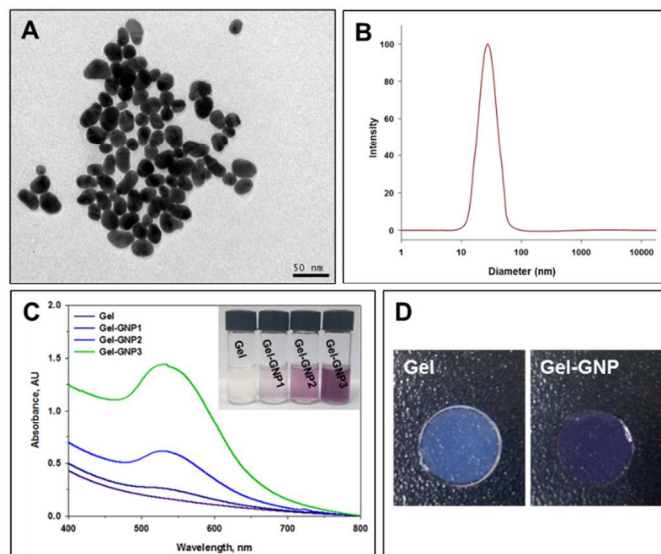 A
50 nm
B
Intensity
100
80
60
40
20
0
1
10
100
1000
10000
Diameter (nm)
C
Absorbance, AU
2.0
1.5
1.0
0.5
0.0
Gel
Gel-GNP1
Gel-GNP2
Gel-GNP3
Gel
Gel-GNP1
Gel-GNP2
Gel-GNP3
400
500
600
700
800
Wavelength, nm
D
Gel
Gel-GNP